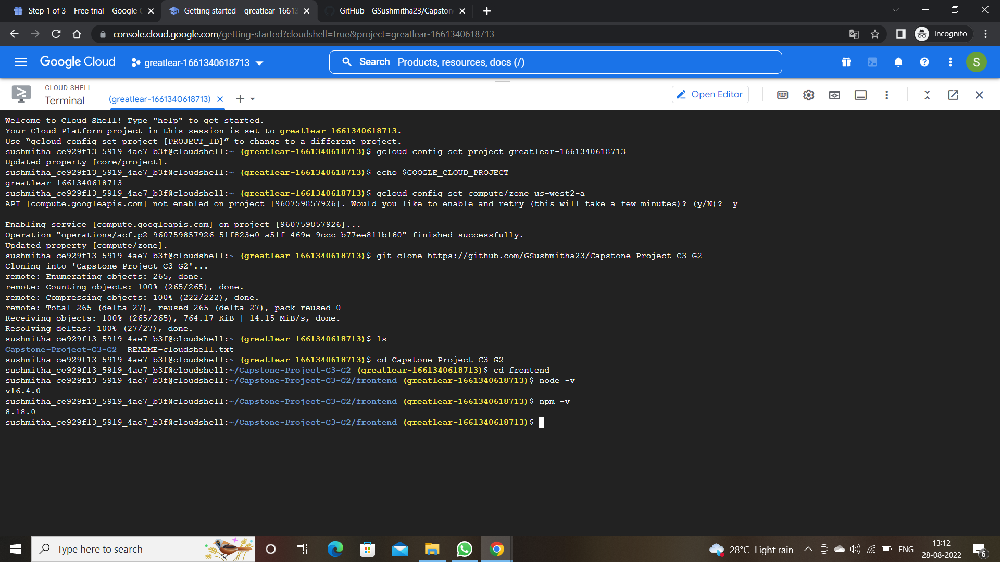 Step 1 of 3 – Free trial – Google C
Getting started – greatlear-16613
GitHub - GSushmitha23/Capston
console.cloud.google.com/getting-started?cloudshell=true&project=greatlear-1661340618713
Incognito
Google Cloud
greatlear-1661340618713
Search Products, resources, docs (/)
S
CLOUD SHELL
Terminal
(greatlear-1661340618713)
Open Editor
Welcome to Cloud Shell! Type "help" to get started.
Your Cloud Platform project in this session is set to greatlear-1661340618713.
Use “gcloud config set project [PROJECT_ID]” to change to a different project.
sushmitha_ce929f13_5919_4ae7_b3f@cloudshell:~ (greatlear-1661340618713)$ gcloud config set project greatlear-1661340618713
Updated property [core/project].
sushmitha_ce929f13_5919_4ae7_b3f@cloudshell:~ (greatlear-1661340618713)$ echo $GOOGLE_CLOUD_PROJECT
greatlear-1661340618713
sushmitha_ce929f13_5919_4ae7_b3f@cloudshell:~ (greatlear-1661340618713)$ gcloud config set compute/zone us-west2-a
API [compute.googleapis.com] not enabled on project [960759857926]. Would you like to enable and retry (this will take a few minutes)? (y/N)?  y
Enabling service [compute.googleapis.com] on project [960759857926]...
Operation "operations/acf.p2-960759857926-51f823e0-a51f-469e-9ccc-b77ee811b160" finished successfully.
Updated property [compute/zone].
sushmitha_ce929f13_5919_4ae7_b3f@cloudshell:~ (greatlear-1661340618713)$ git clone https://github.com/GSushmitha23/Capstone-Project-C3-G2
Cloning into 'Capstone-Project-C3-G2'...
remote: Enumerating objects: 265, done.
remote: Counting objects: 100% (265/265), done.
remote: Compressing objects: 100% (222/222), done.
remote: Total 265 (delta 27), reused 265 (delta 27), pack-reused 0
Receiving objects: 100% (265/265), 764.17 KiB | 14.15 MiB/s, done.
Resolving deltas: 100% (27/27), done.
sushmitha_ce929f13_5919_4ae7_b3f@cloudshell:~ (greatlear-1661340618713)$ ls
Capstone-Project-C3-G2  README-cloudshell.txt
sushmitha_ce929f13_5919_4ae7_b3f@cloudshell:~ (greatlear-1661340618713)$ cd Capstone-Project-C3-G2
sushmitha_ce929f13_5919_4ae7_b3f@cloudshell:~/Capstone-Project-C3-G2 (greatlear-1661340618713)$ cd frontend
sushmitha_ce929f13_5919_4ae7_b3f@cloudshell:~/Capstone-Project-C3-G2/frontend (greatlear-1661340618713)$ node -v
v16.4.0
sushmitha_ce929f13_5919_4ae7_b3f@cloudshell:~/Capstone-Project-C3-G2/frontend (greatlear-1661340618713)$ npm -v
8.18.0
sushmitha_ce929f13_5919_4ae7_b3f@cloudshell:~/Capstone-Project-C3-G2/frontend (greatlear-1661340618713)$
Type here to search
28°C Light rain
ENG
13:12
28-08-2022
6